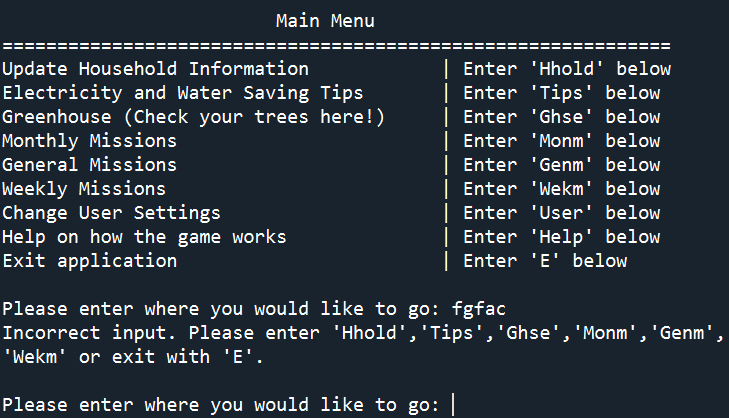 Main Menu
=============================================================
Update Household Information | Enter 'Hhold' below
Electricity and Water Saving Tips | Enter 'Tips' below
Greenhouse (Check your trees here!) | Enter 'Ghse' below
Monthly Missions | Enter 'Monm' below
General Missions | Enter 'Genm' below
Weekly Missions | Enter 'Wekm' below
Change User Settings | Enter 'User' below
Help on how the game works | Enter 'Help' below
Exit application | Enter 'E' below
Please enter where you would like to go: fgfac
Incorrect input. Please enter 'Hhold','Tips','Ghse','Monm','Genm',
'Wekm' or exit with 'E'.
Please enter where you would like to go: